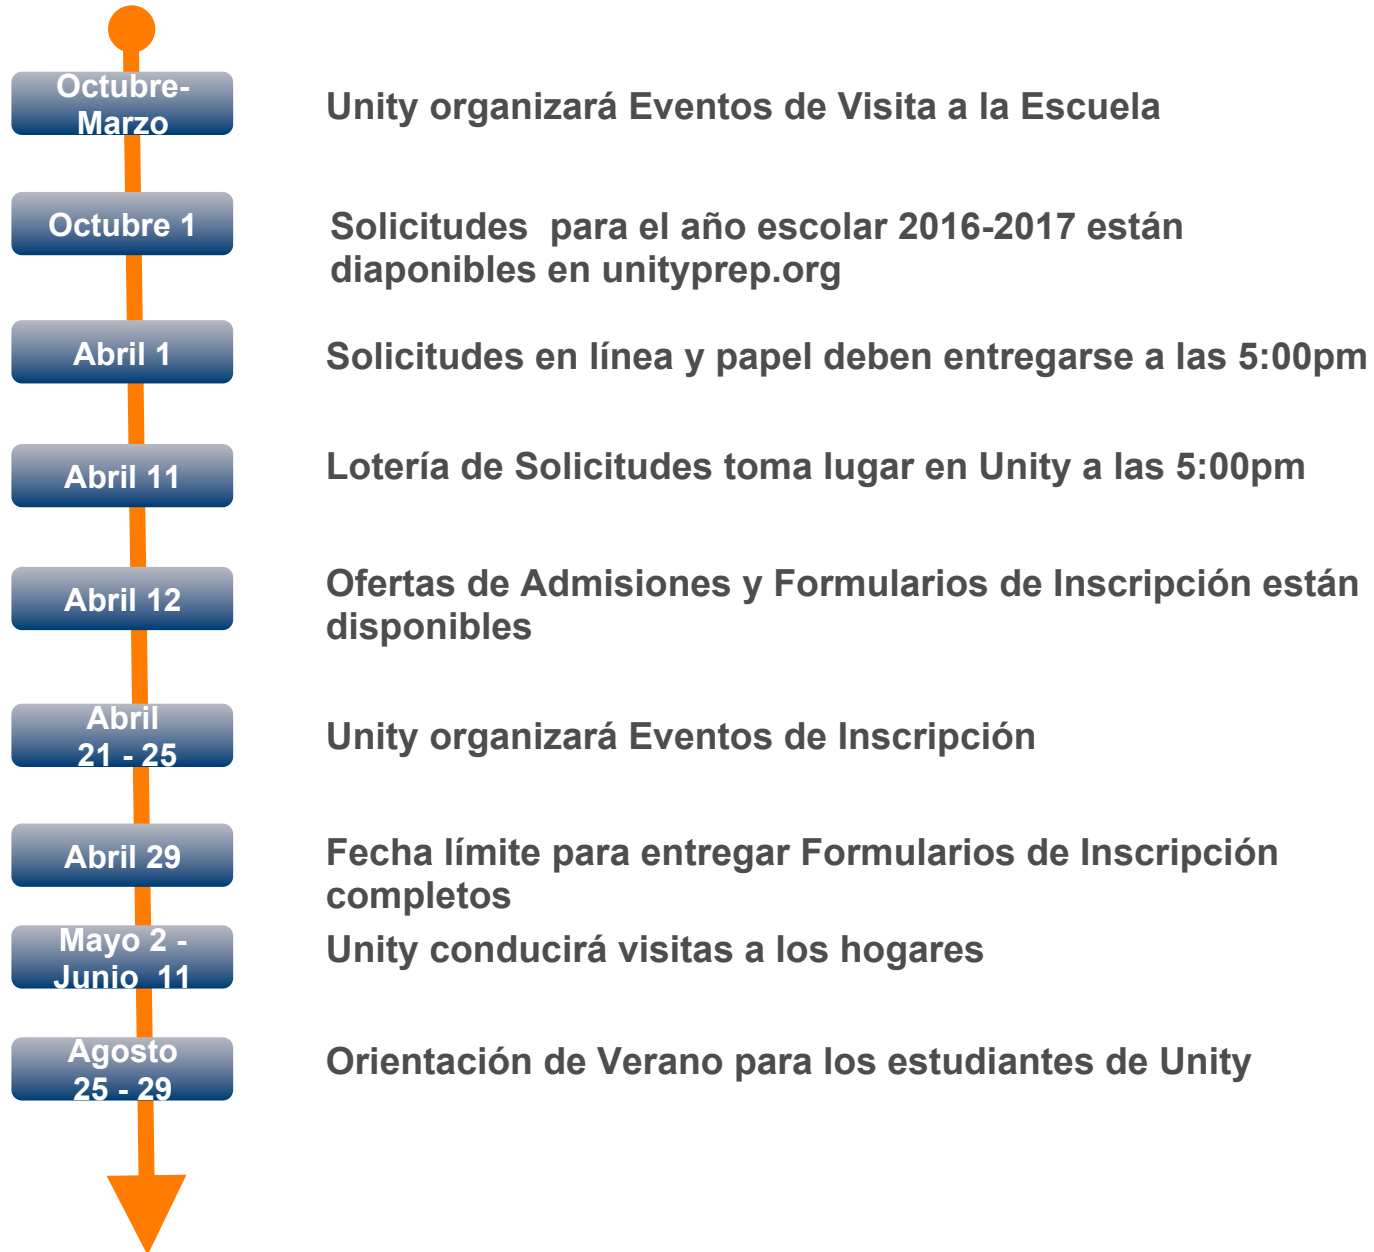 Octubre-
Marzo
Unity organizará Eventos de Visita a la Escuela
Octubre 1
Solicitudes  para el año escolar 2016-2017 están
diaponibles en unityprep.org
Abril 1
Solicitudes en línea y papel deben entregarse a las 5:00pm
Abril 11
Lotería de Solicitudes toma lugar en Unity a las 5:00pm
Abril 12
Ofertas de Admisiones y Formularios de Inscripción están
disponibles
Abril
21 - 25
Unity organizará Eventos de Inscripción
Abril 29
Fecha límite para entregar Formularios de Inscripción
completos
Mayo 2 -
Junio  11
Unity conducirá visitas a los hogares
Agosto
25 - 29
Orientación de Verano para los estudiantes de Unity